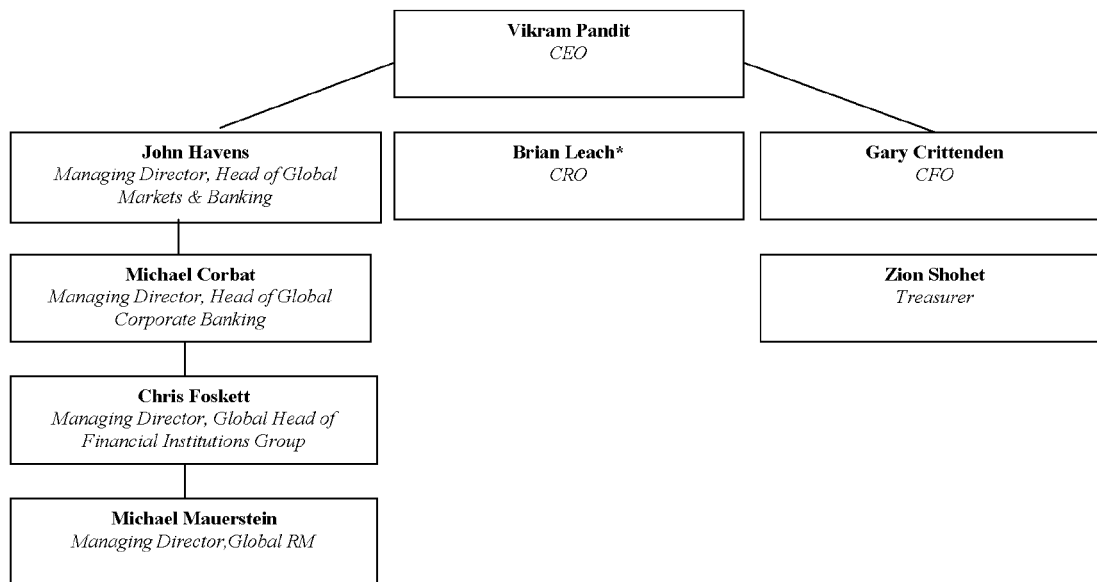 Vikram Pandit
CEO
John Havens
Managing Director, Head of Global
Markets & Banking
Brian Leach*
CRO
Gary Crittenden
CFO
Michael Corbat
Managing Director, Head of Global
Corporate Banking
Zion Shohet
Treasurer
Chris Foskett
Managing Director, Global Head of
Financial Institutions Group
Michael Mauerstein
Managing Director,Global RM